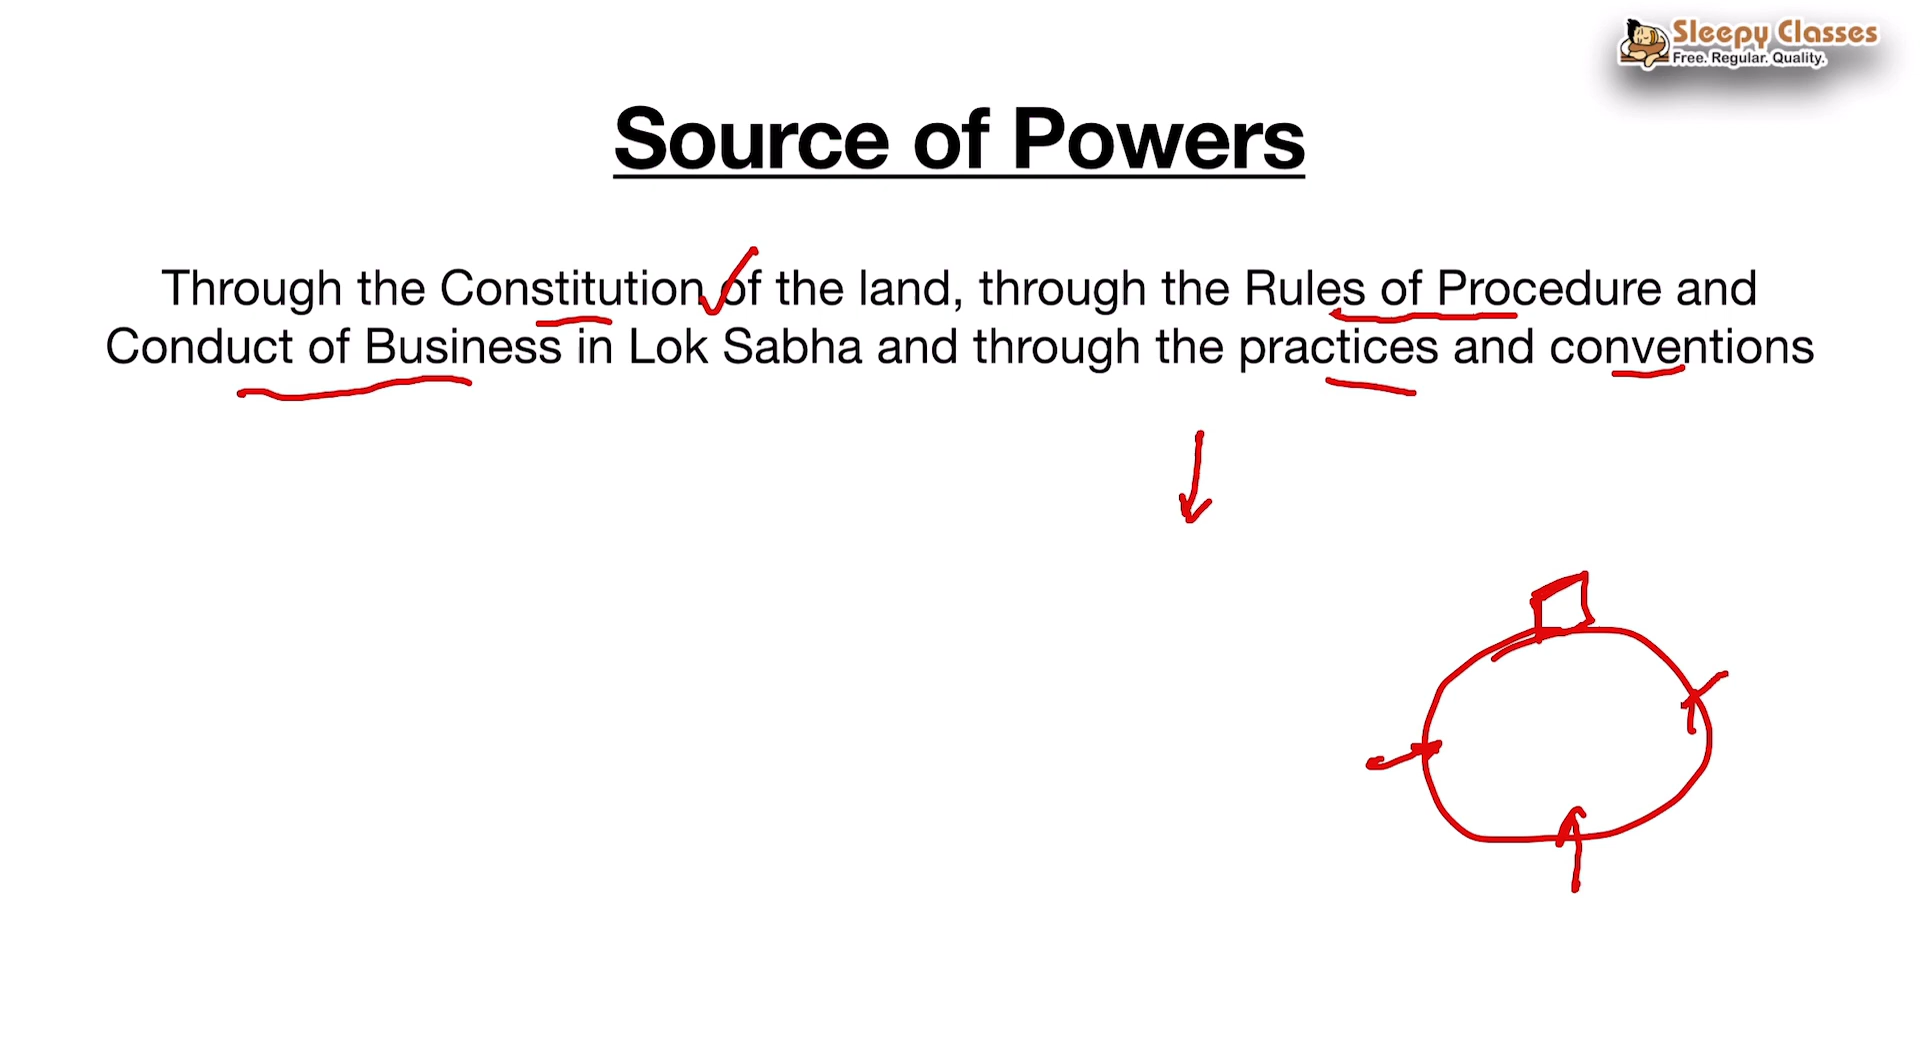 Sleepy Classes
Free. Regular. Quality.
Source of Powers
Through the Constitution of the land, through the Rules of Procedure and
Conduct of Business in Lok Sabha and through the practices and conventions